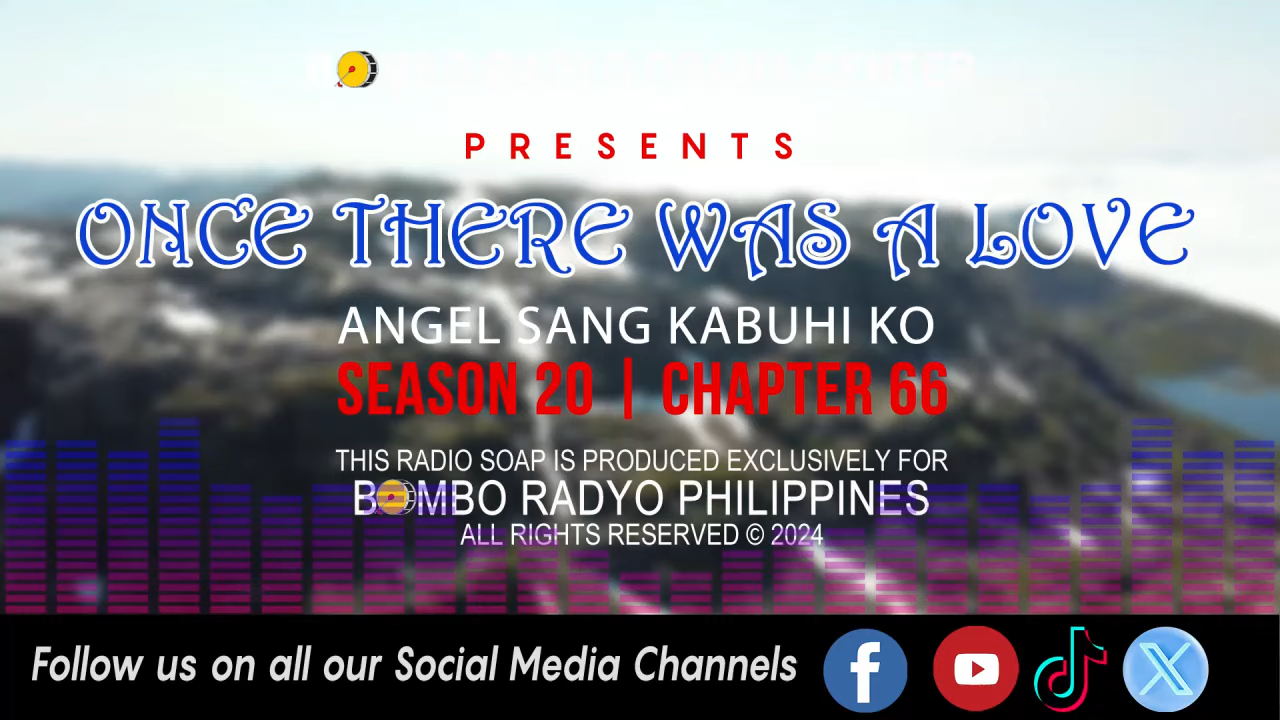 PRESENTS
ONCE THERE WAS A LOVE
ANGEL SANG KABUHI KO
SEASON 20 | CHAPTER 66
THIS RADIO SOAP IS PRODUCED EXCLUSIVELY FOR
BOMBO RADYO PHILIPPINES
ALL RIGHTS RESERVED © 2024
Follow us on all our Social Media Channels